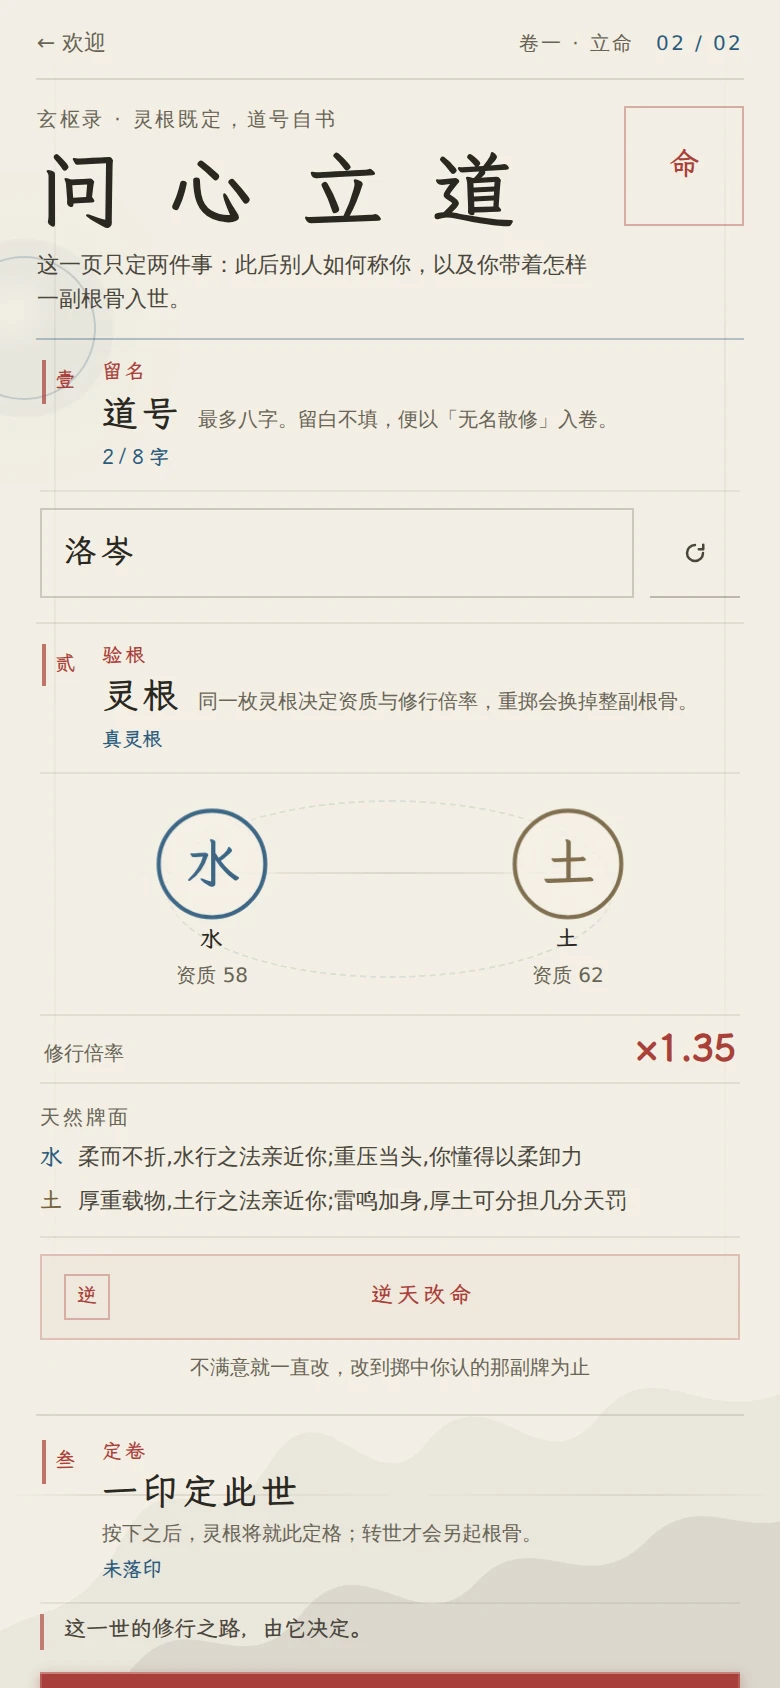 ← 欢迎
卷一 · 立命 02 / 02
玄枢录 · 灵根既定，道号自书
命
问心立道
这一页只定两件事：此后别人如何称你，以及你带着怎样
一副根骨入世。
壹
留名
道号 最多八字。留白不填，便以「无名散修」入卷。
2 / 8 字
洛岑
贰
验根
灵根 同一枚灵根决定资质与修行倍率，重掷会换掉整副根骨。
真灵根
水 土
水 土
资质 58 资质 62
修行倍率 ×1.35
天然牌面
水 柔而不折,水行之法亲近你;重压当头,你懂得以柔卸力
土 厚重载物,土行之法亲近你;雷鸣加身,厚土可分担几分天罚
逆 逆天改命
不满意就一直改，改到掷中你认的那副牌为止
叁
定卷
一印定此世
按下之后，灵根将就此定格；转世才会另起根骨。
未落印
这一世的修行之路，由它决定。